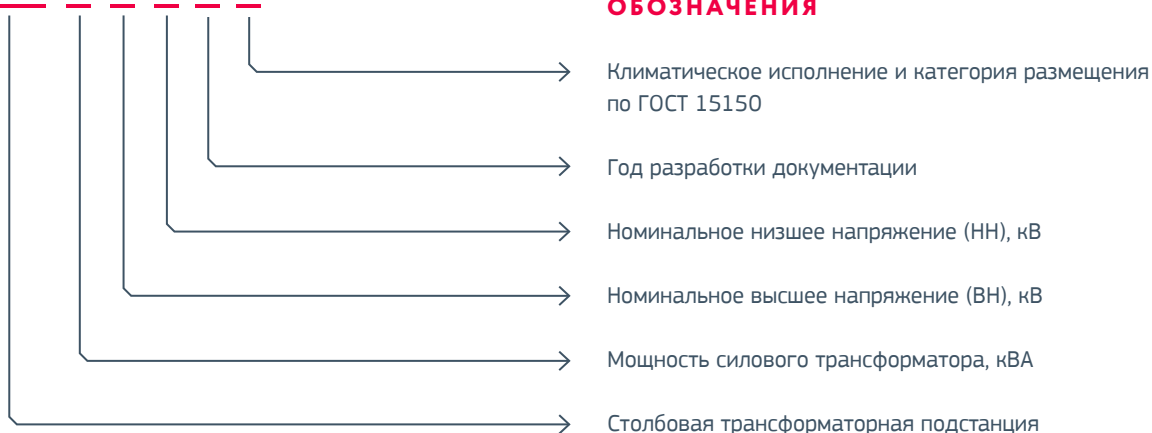 ОБОЗНАЧЕНИЯ
Климатическое исполнение и категория размещения
по ГОСТ 15150
Год разработки документации
Номинальное низшее напряжение (НН), кВ
Номинальное высшее напряжение (ВН), кВ
Мощность силового трансформатора, кВА
Столбовая трансформаторная подстанция